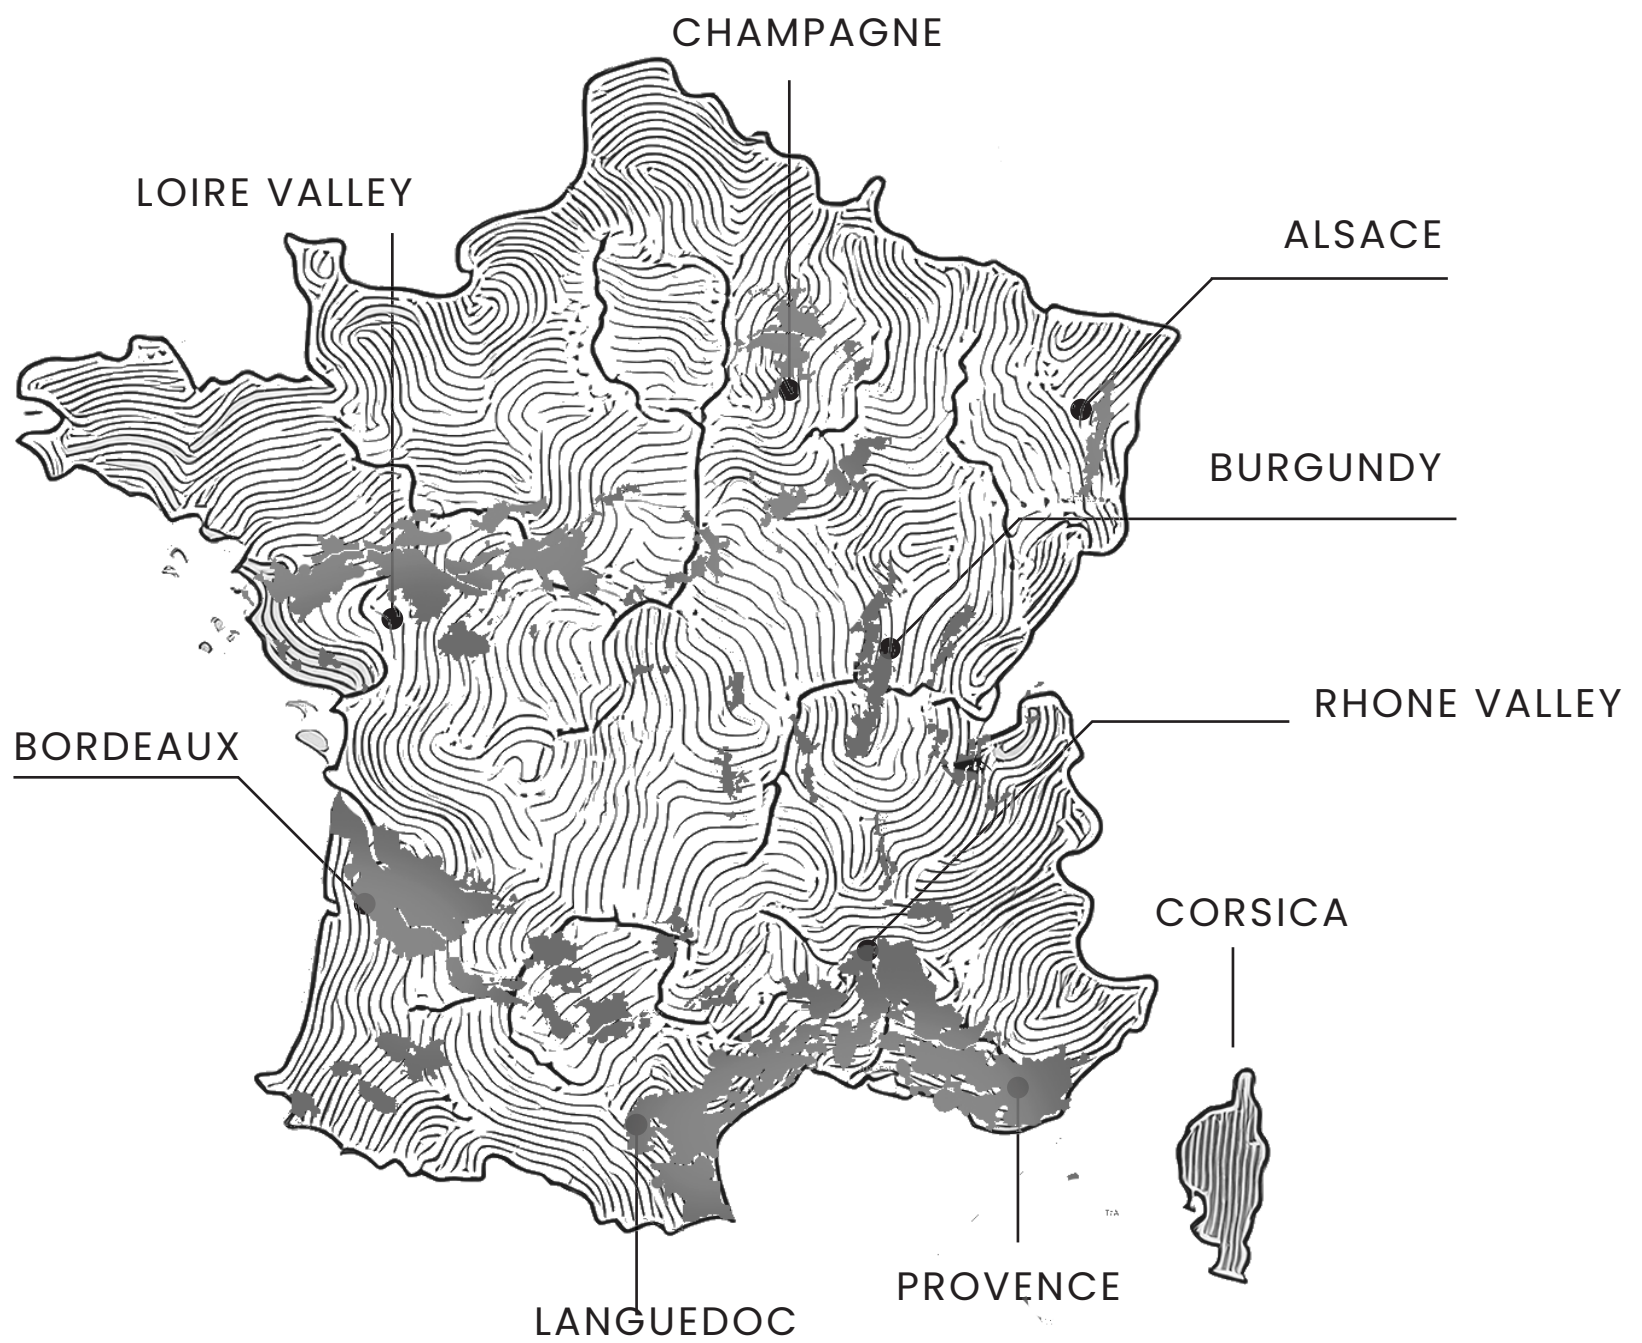 CHAMPAGNE
LOIRE VALLEY
ALSACE
BURGUNDY
RHONE VALLEY
BORDEAUX
CORSICA
PROVENCE
LANGUEDOC